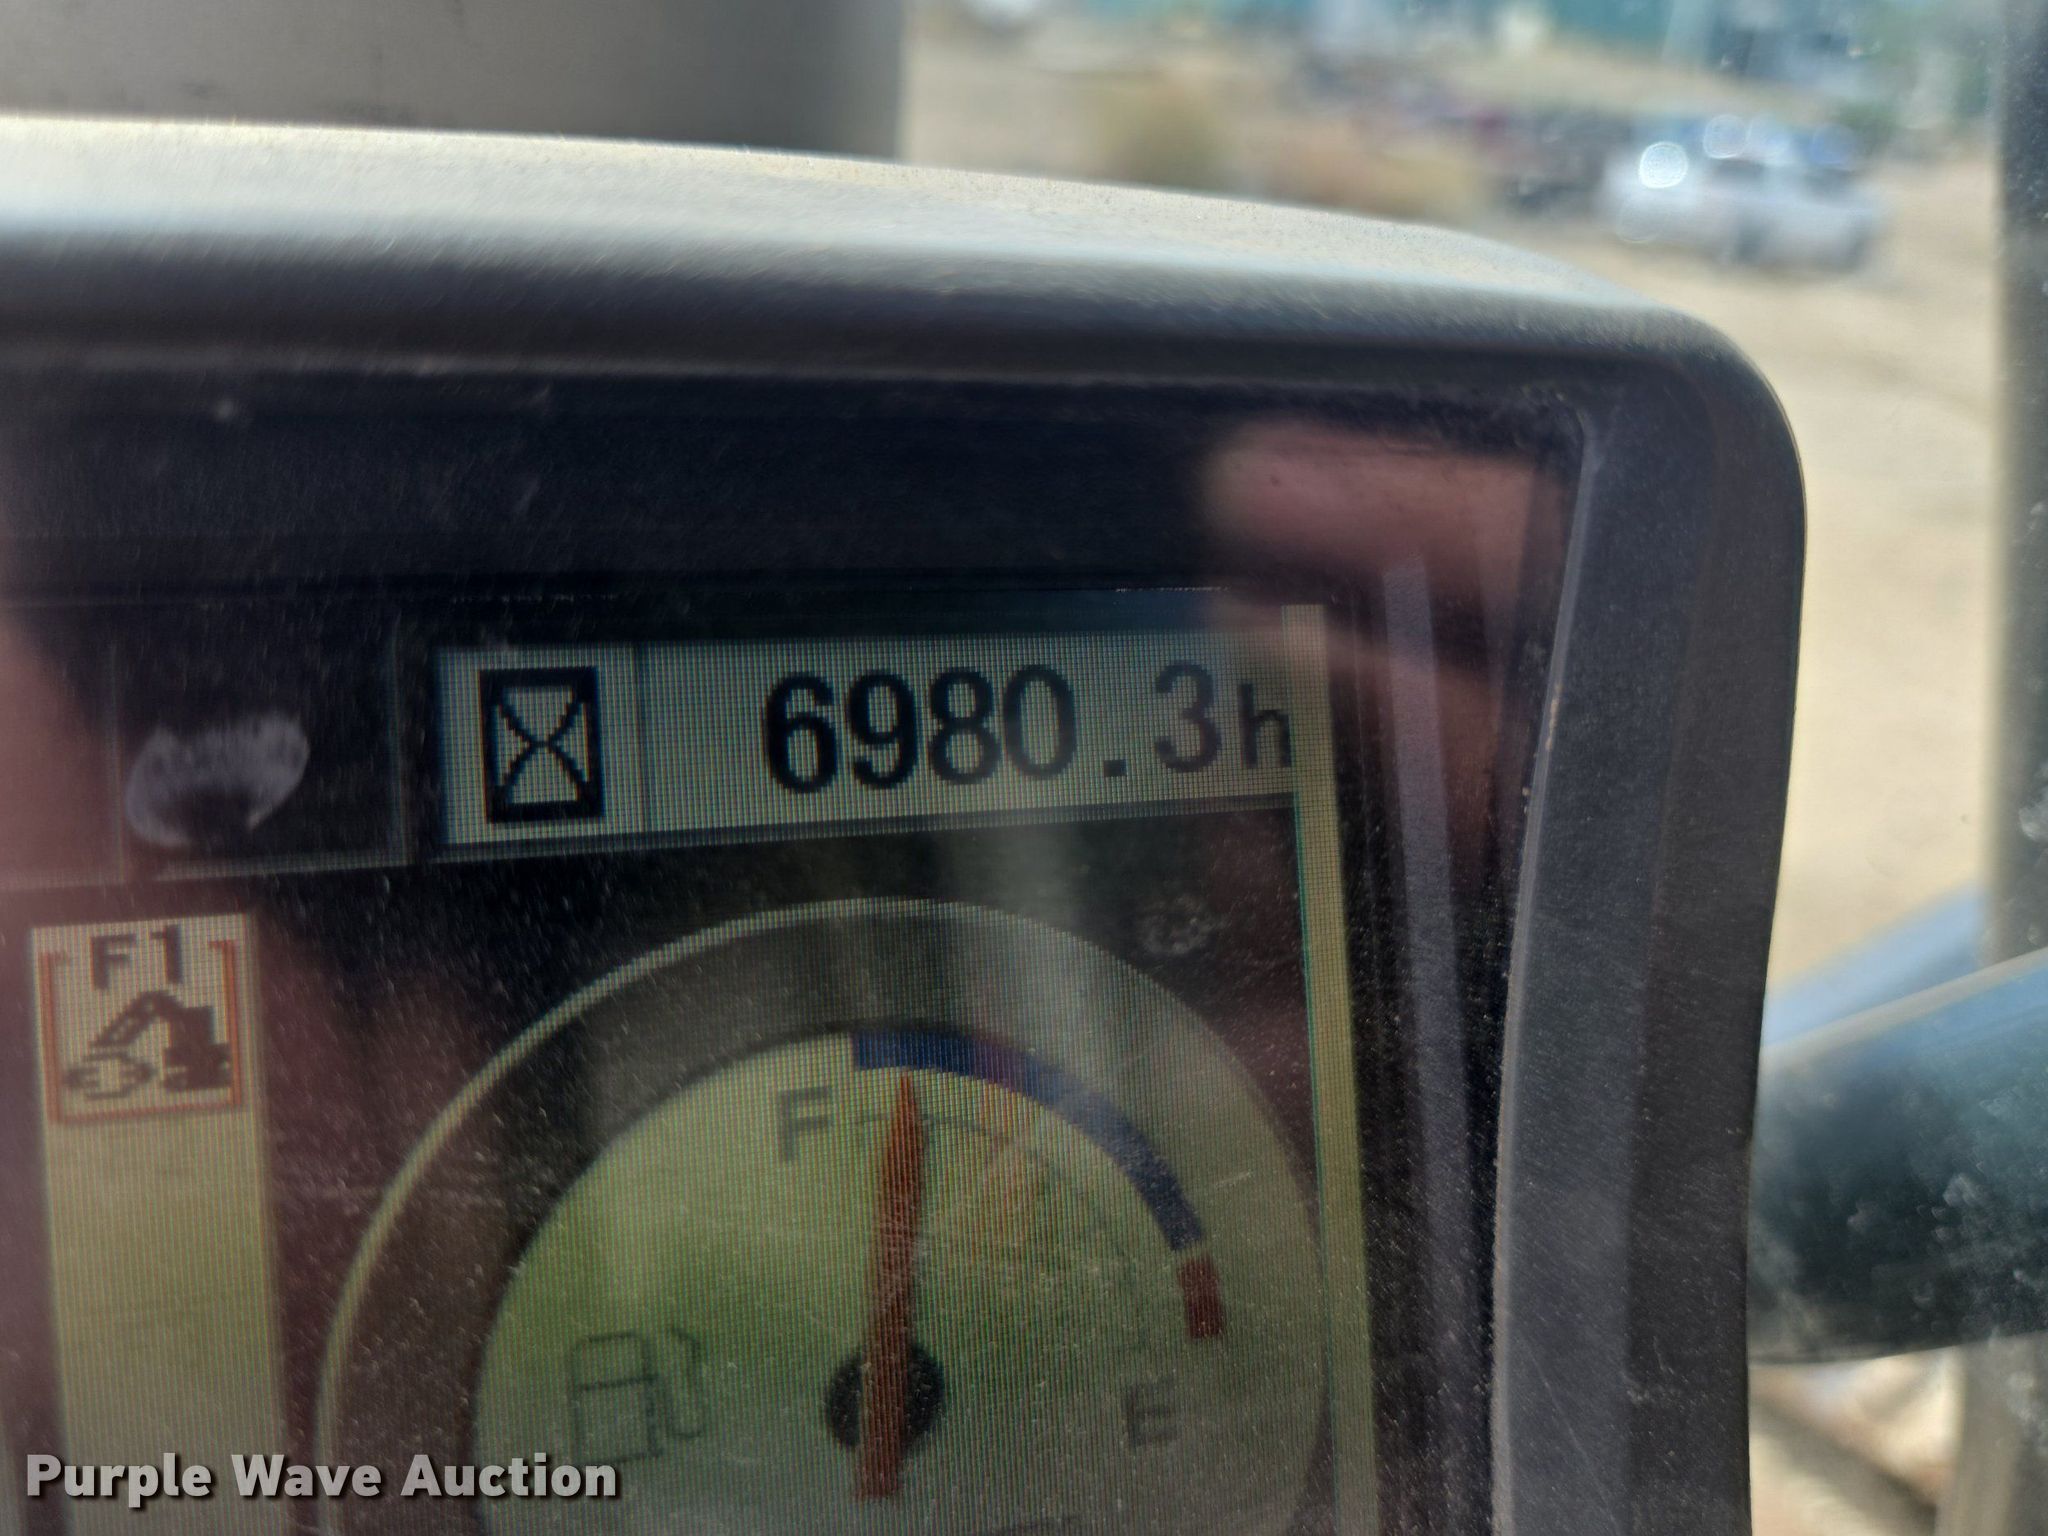 6980.3h
F1
F
E
Purple Wave Auction